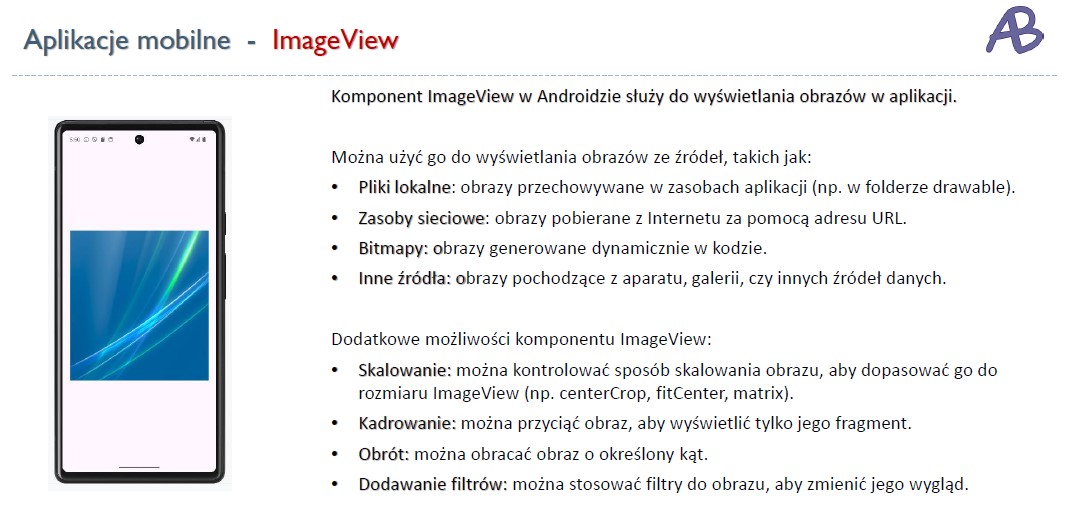 Aplikacje mobilne - ImageView
AB
Komponent ImageView w Androidzie służy do wyświetlania obrazów w aplikacji.
Można użyć go do wyświetlania obrazów ze źródeł, takich jak:
• Pliki lokalne: obrazy przechowywane w zasobach aplikacji (np. w folderze drawable).
• Zasoby sieciowe: obrazy pobierane z Internetu za pomocą adresu URL.
• Bitmapy: obrazy generowane dynamicznie w kodzie.
• Inne źródła: obrazy pochodzące z aparatu, galerii, czy innych źródeł danych.
Dodatkowe możliwości komponentu ImageView:
• Skalowanie: można kontrolować sposób skalowania obrazu, aby dopasować go do
rozmiaru ImageView (np. centerCrop, fitCenter, matrix).
• Kadrowanie: można przyciąć obraz, aby wyświetlić tylko jego fragment.
• Obrót: można obracać obraz o określony kąt.
• Dodawanie filtrów: można stosować filtry do obrazu, aby zmienić jego wygląd.